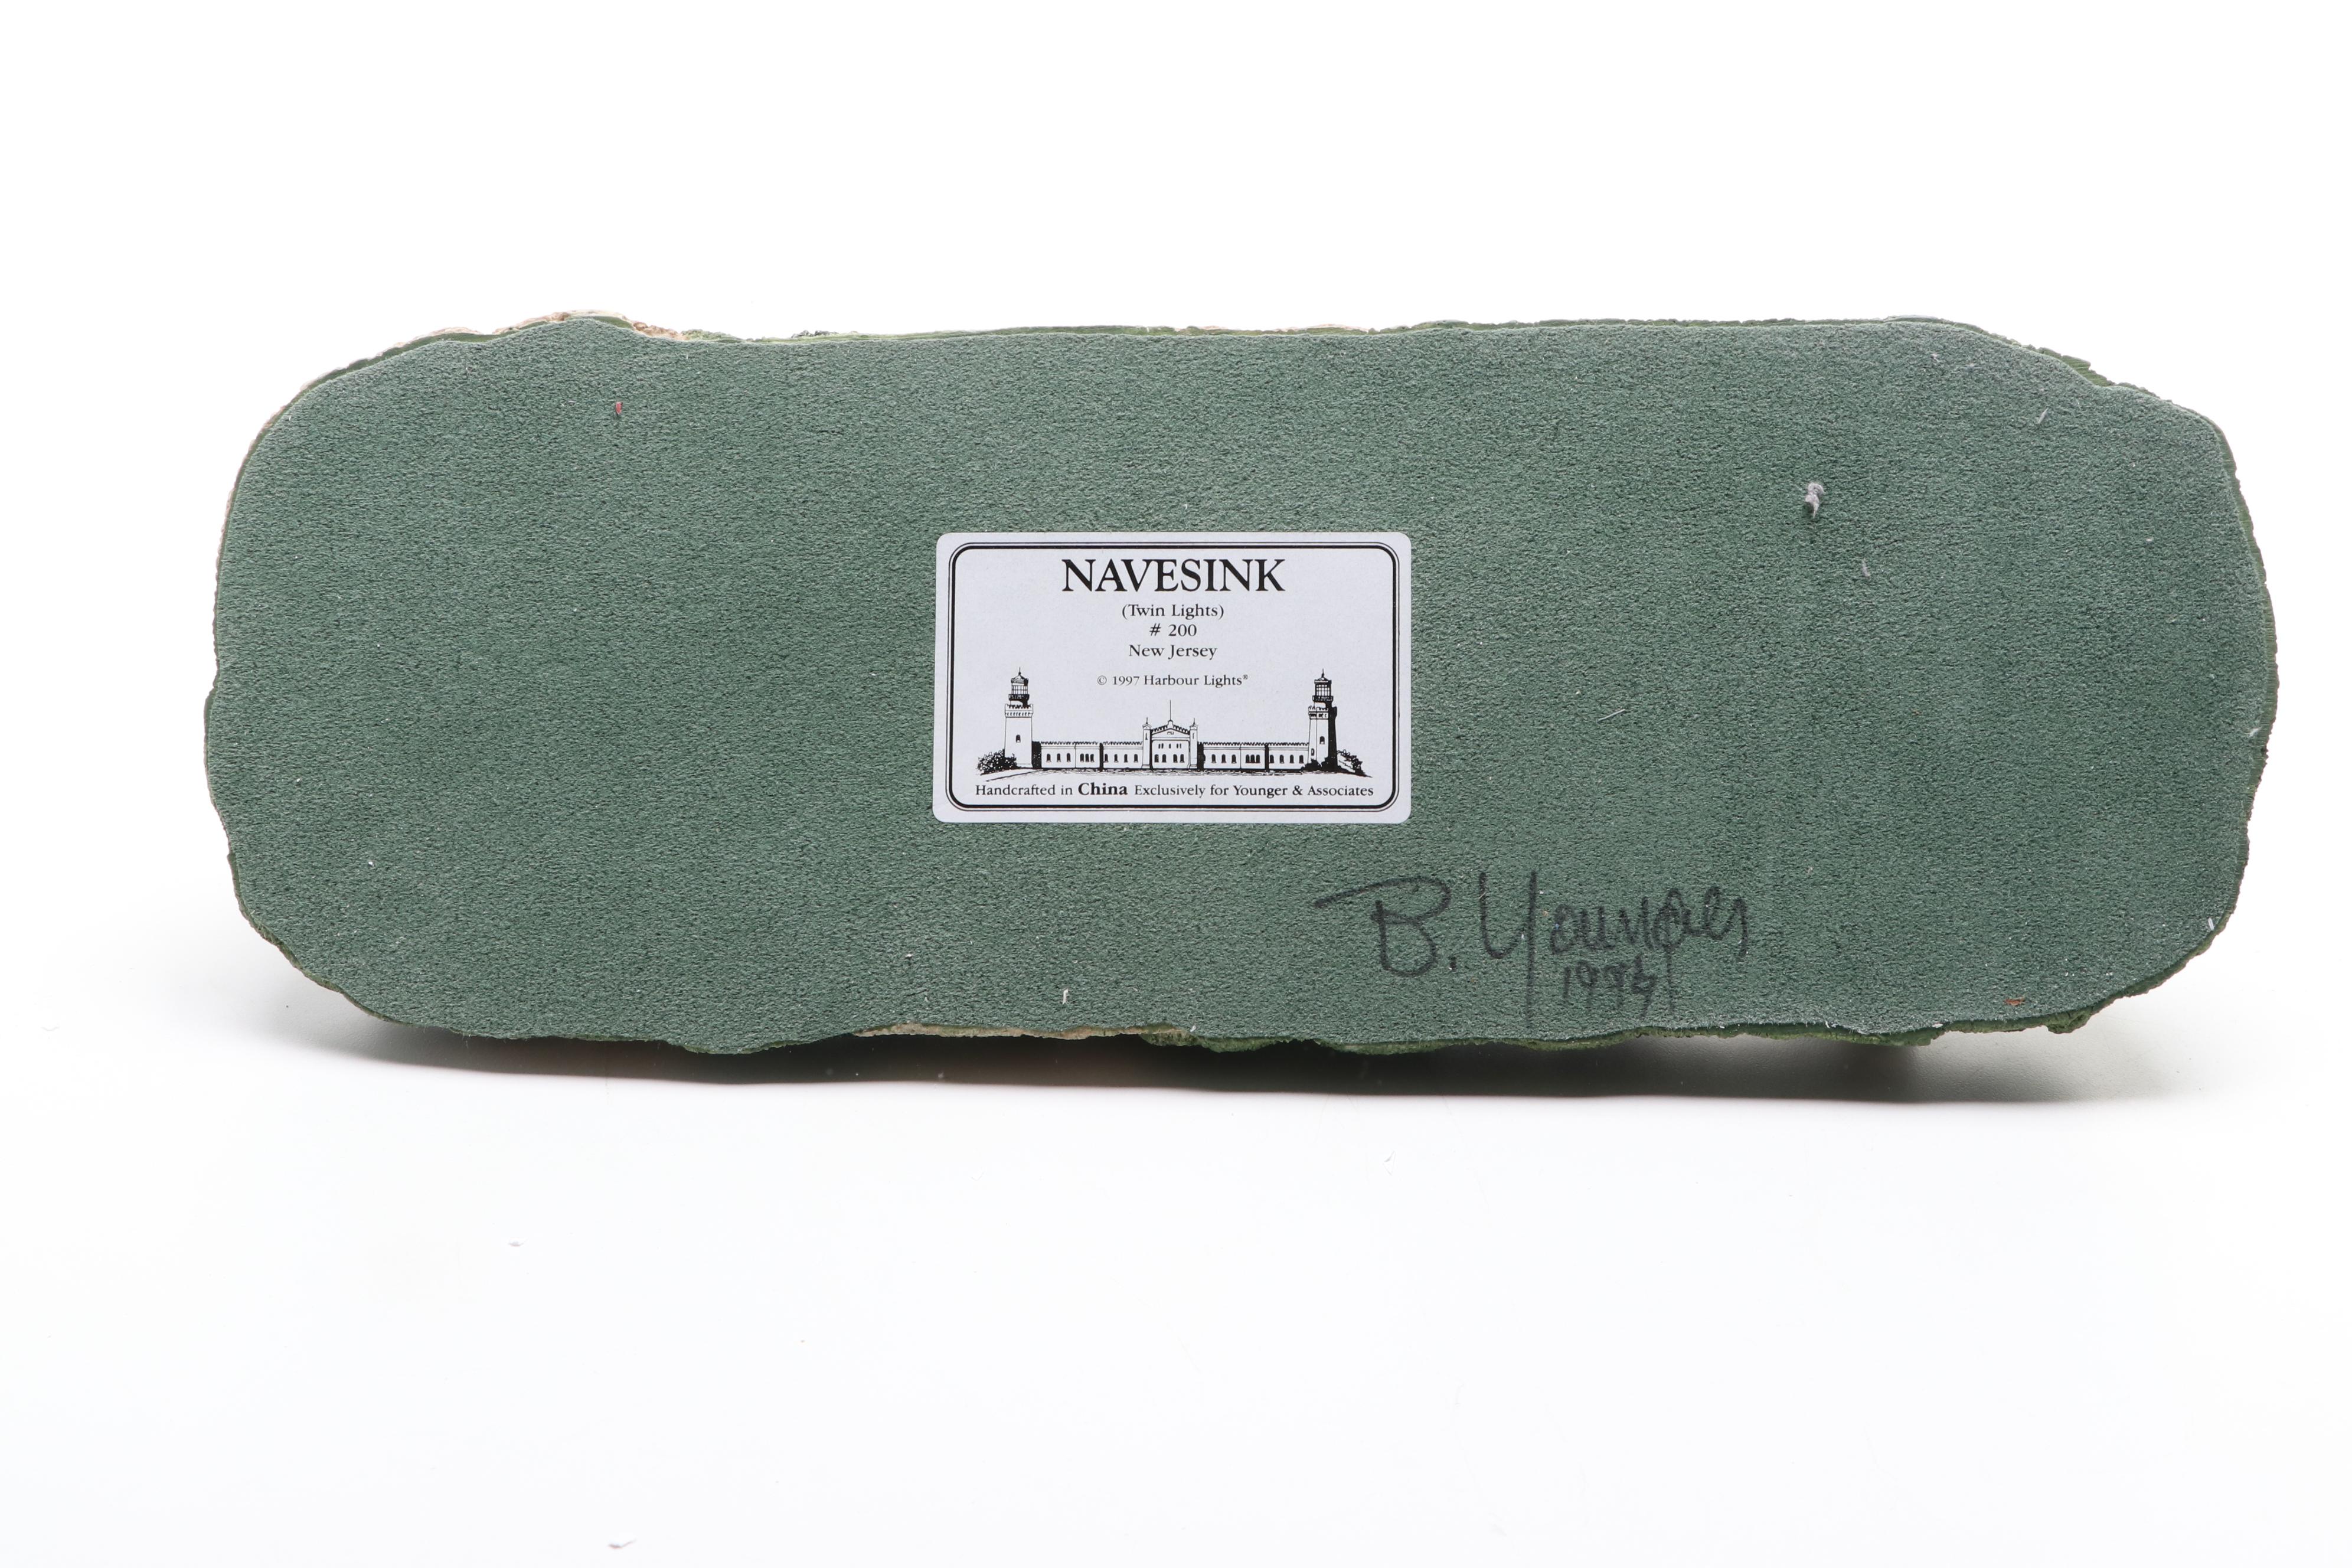 NAVESINK
(Twin Lights)
# 200
New Jersey
© 1997 Harbour Lights®
Handcrafted in China Exclusively for Younger & Associates
B. Younger